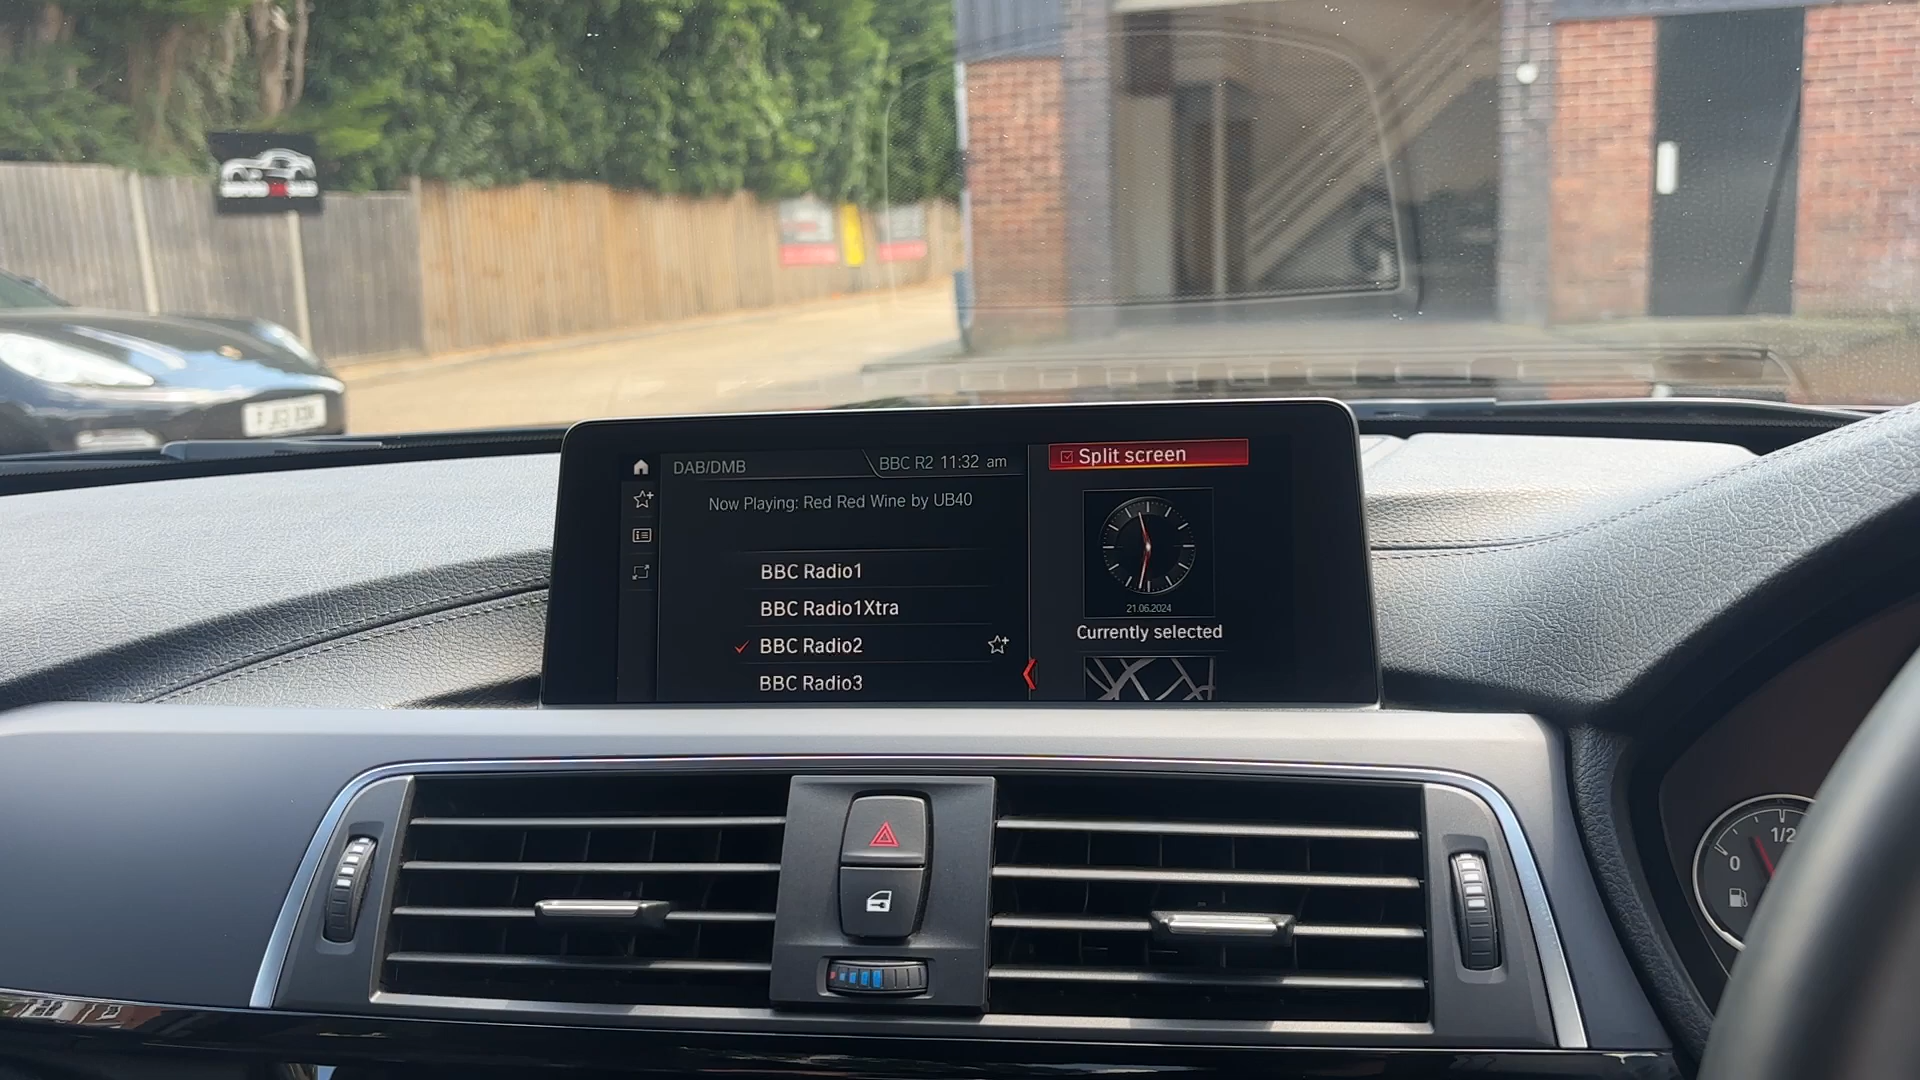 DAB/DMB
BBC R2 11:32 am
Split screen
Now Playing: Red Red Wine by UB40
BBC Radio1
BBC Radio1Xtra
BBC Radio2
BBC Radio3
21.06.2024
Currently selected
1/2
0